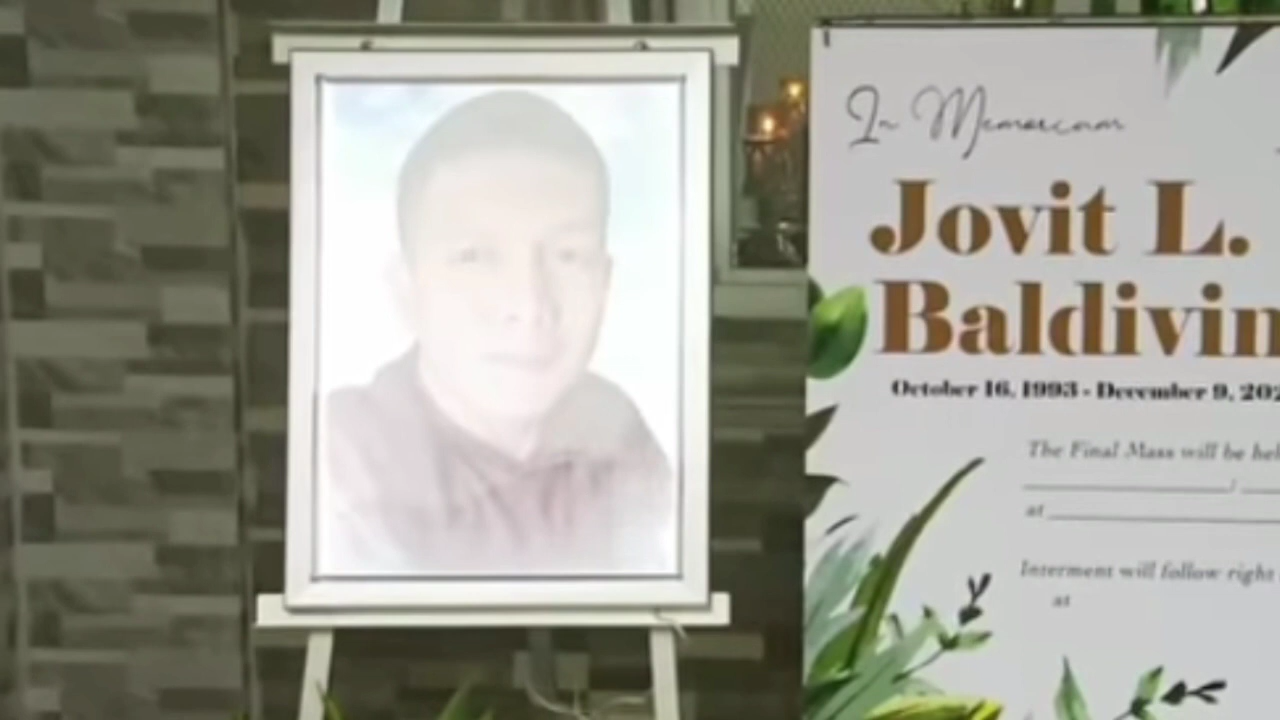 In Memoriam
Jovit L.
Baldivin
October 16, 1993 - December 9, 202
The Final Mass will be hel
at
Interment will follow right
at